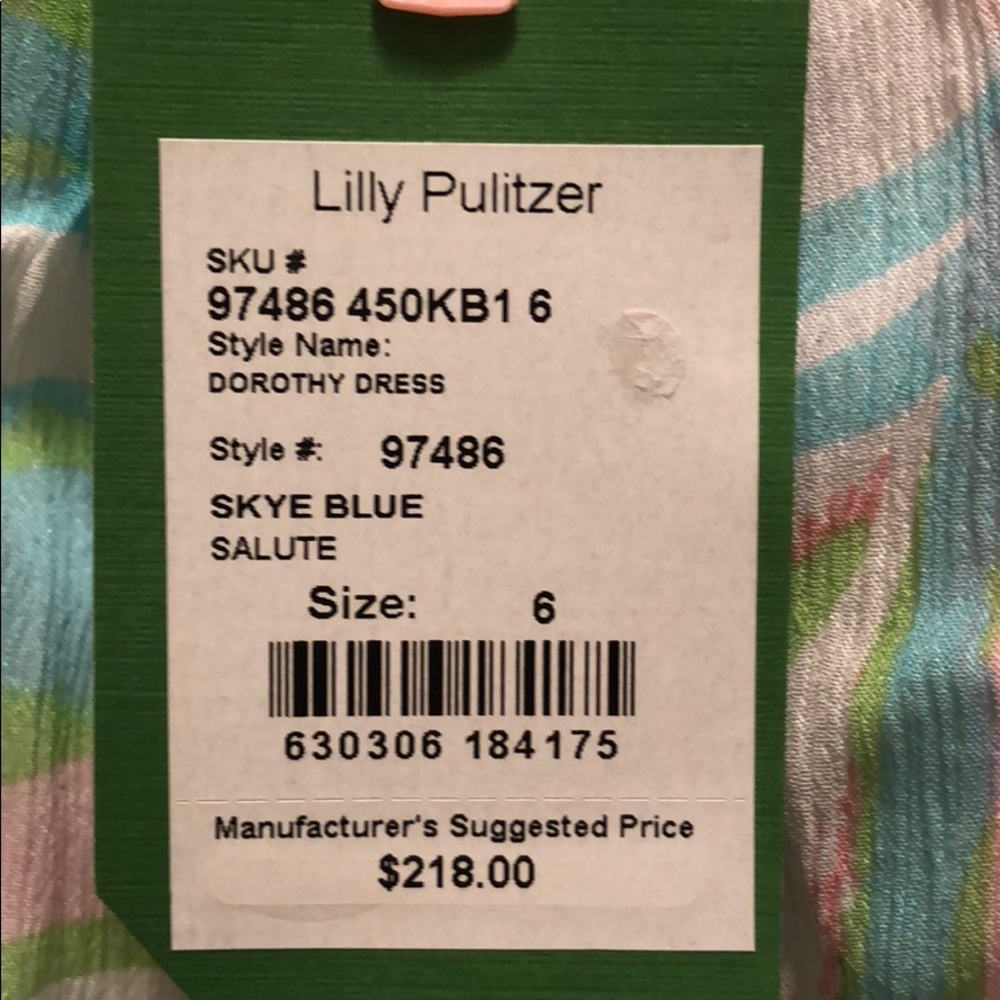 Lilly Pulitzer
SKU #
97486 450KB1 6
Style Name:
DOROTHY DRESS
Style #: 97486
SKYE BLUE
SALUTE
Size: 6
630306 184175
Manufacturer's Suggested Price
$218.00